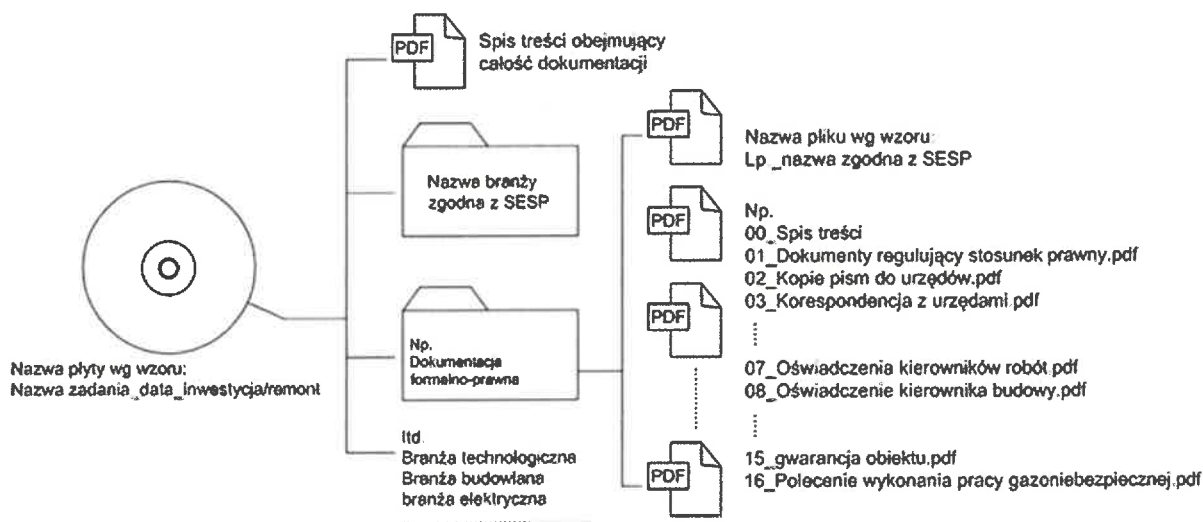 PDF
Spis treści obejmujący
całość dokumentacji
Nazwa branży
zgodna z SESP
Np.
Dokumentacja
formalno-prawna
Itd.
Branża technologiczna
Branża budowlana
branża elektryczna
Nazwa płyty wg wzoru:
Nazwa zadania_data_inwestycja/remont
PDF
Nazwa pliku wg wzoru:
Lp _nazwa zgodna z SESP
PDF
Np.
00_Spis treści
01_Dokumenty regulujący stosunek prawny.pdf
02_Kopie pism do urzędów.pdf
03_Korespondencja z urzędami.pdf
PDF
07_Oświadczenia kierowników robót.pdf
08_Oświadczenie kierownika budowy.pdf
PDF
15_gwarancja obiektu.pdf
16_Polecenie wykonania pracy gazoniebezpiecznej.pdf